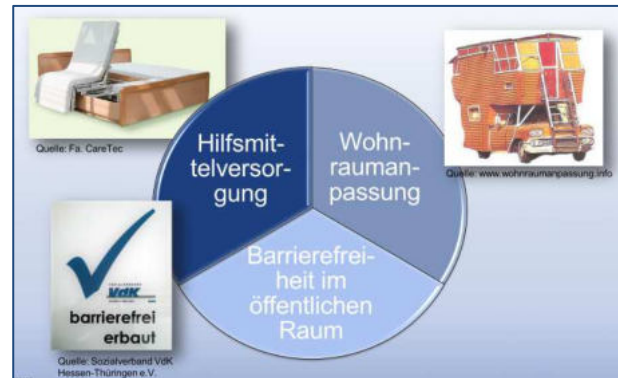 Quelle: Fa. CareTec
Hilfsmit-
telversor-
gung
Wohn-
rauman-
passung
Quelle: www.wohnraumanpassung.info
Barrierefrei-
heit im
öffentlichen
Raum
VdK
barrierefrei
erbaut
Quelle: Sozialverband VdK
Hessen-Thüringen e.V.